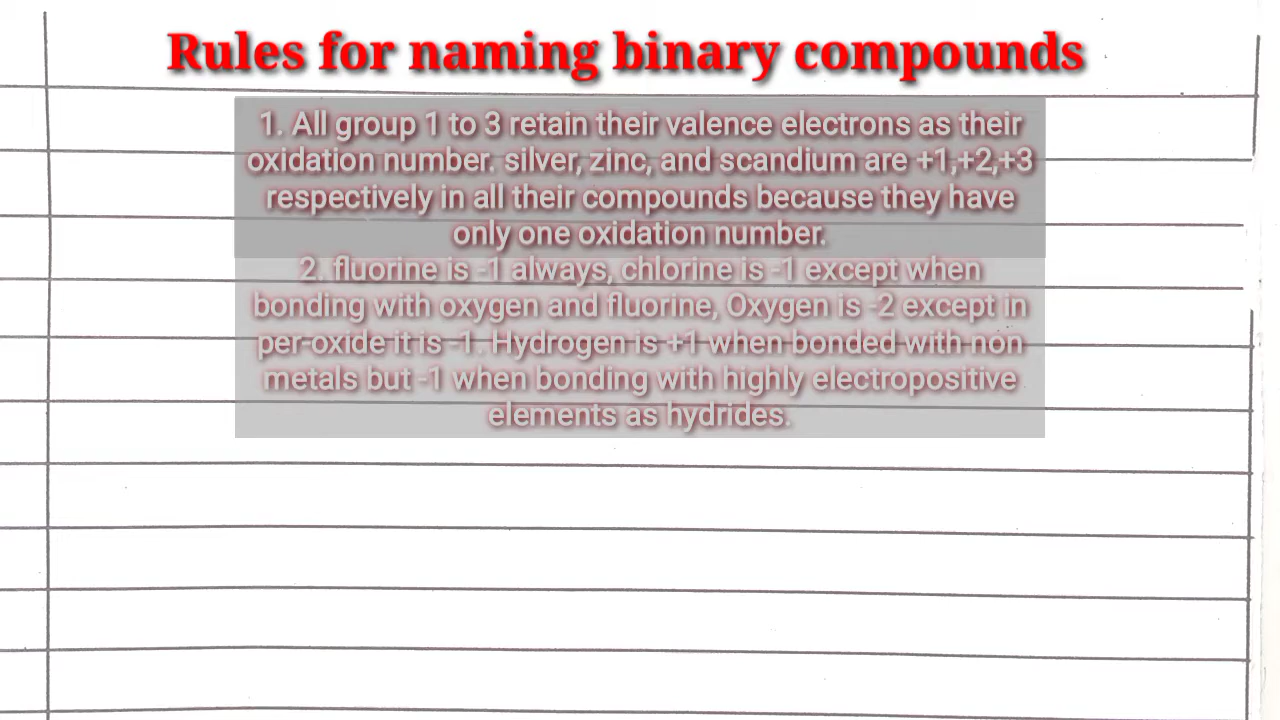 Rules for naming binary compounds
1. All group 1 to 3 retain their valence electrons as their
oxidation number. silver, zinc, and scandium are +1,+2,+3
respectively in all their compounds because they have
only one oxidation number.
2. fluorine is -1 always, chlorine is -1 except when
bonding with oxygen and fluorine, Oxygen is -2 except in
per-oxide it is -1. Hydrogen is +1 when bonded with non
metals but -1 when bonding with highly electropositive
elements as hydrides.